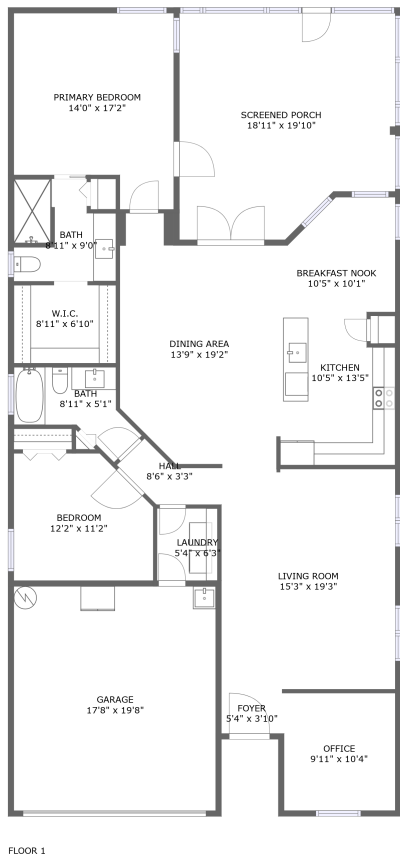 PRIMARY BEDROOM
14'0" x 17'2"
SCREENED PORCH
18'11" x 19'10"
BATH
8'11" x 9'0"
BREAKFAST NOOK
10'5" x 10'1"
W.I.C.
8'11" x 6'10"
DINING AREA
13'9" x 19'2"
KITCHEN
10'5" x 13'5"
BATH
8'11" x 5'1"
HALL
8'6" x 3'3"
BEDROOM
12'2" x 11'2"
LAUNDRY
5'4" x 6'3"
LIVING ROOM
15'3" x 19'3"
GARAGE
17'8" x 19'8"
FOYER
5'4" x 3'10"
OFFICE
9'11" x 10'4"
FLOOR 1